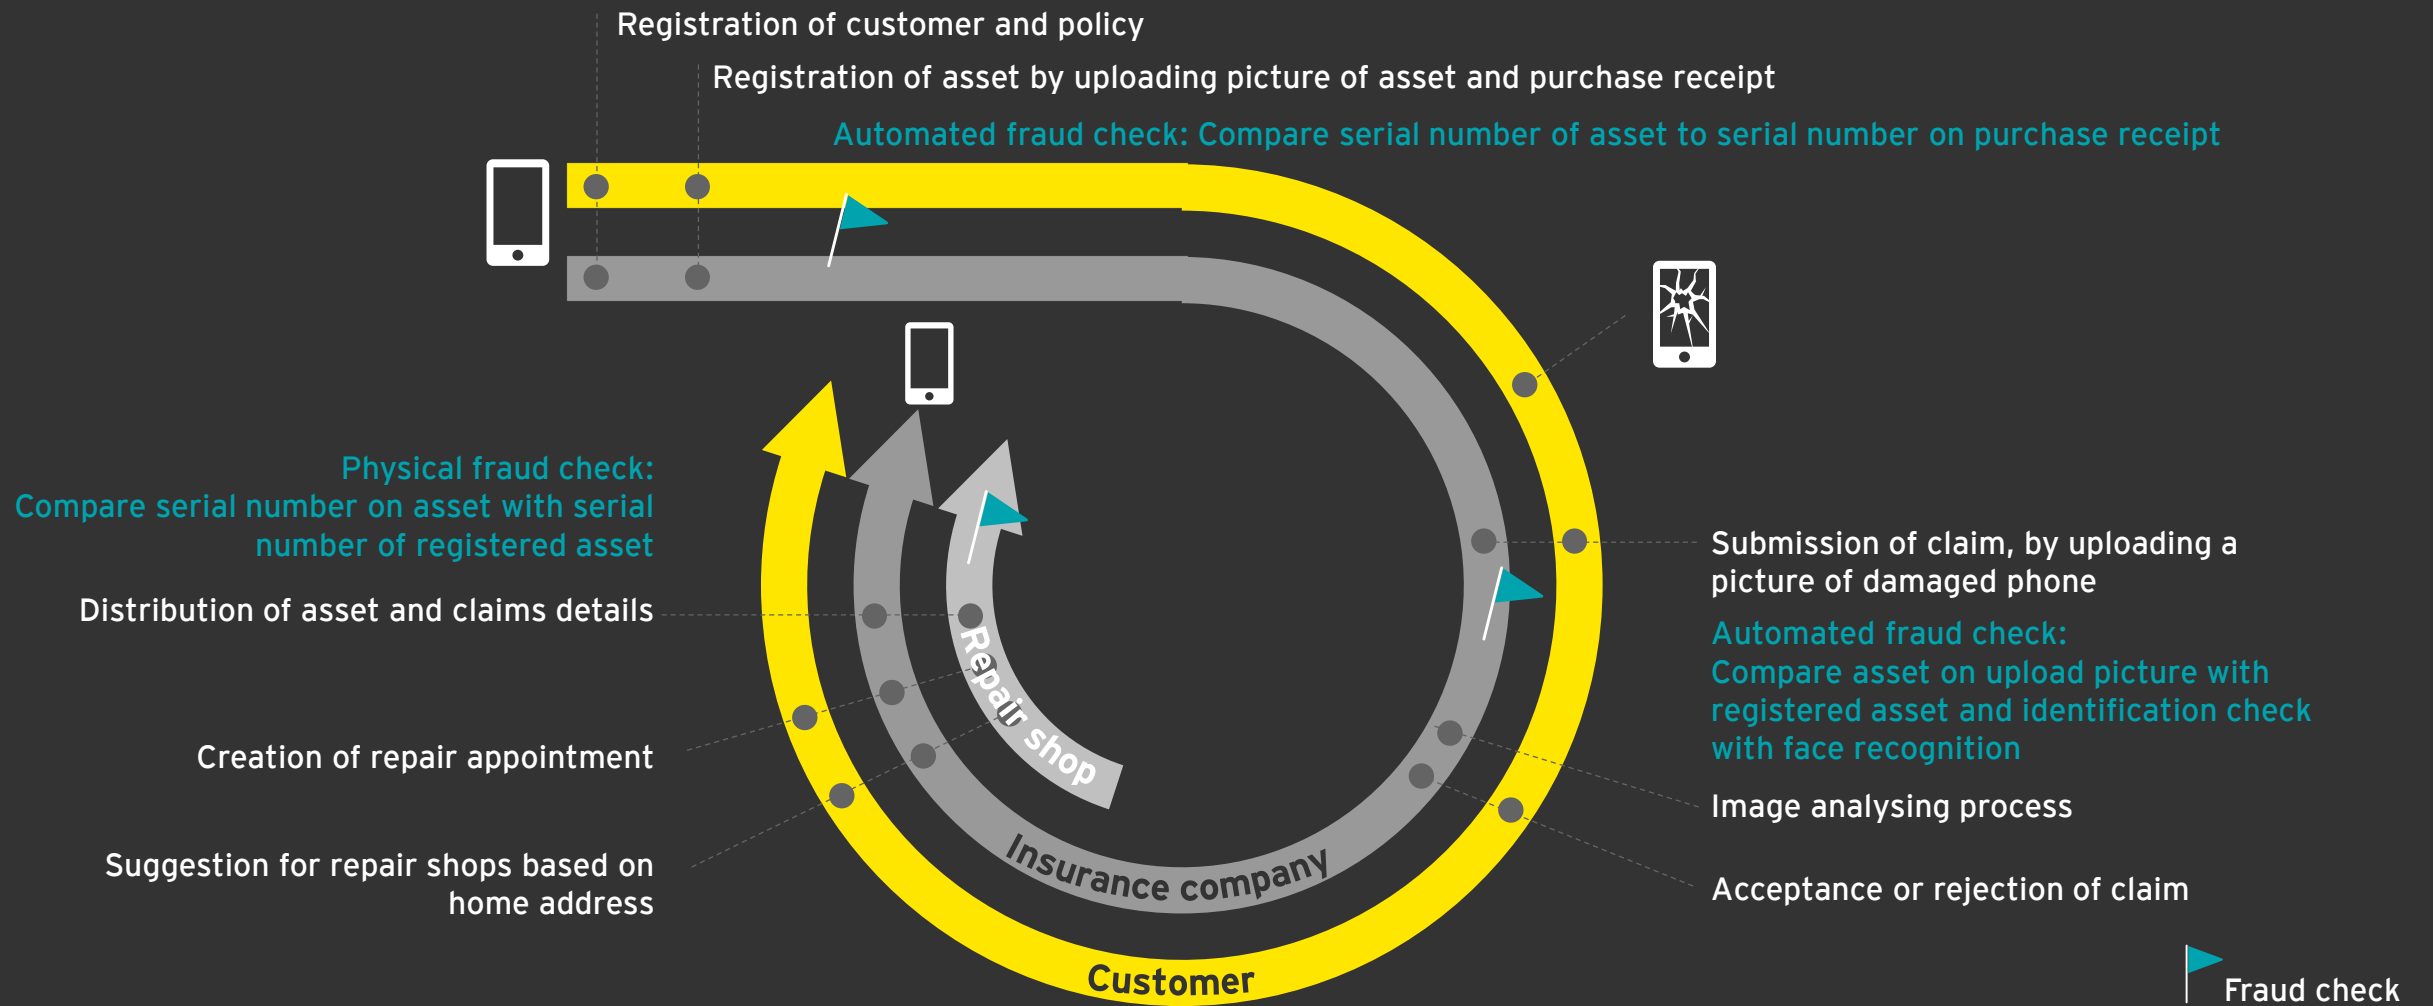 Registration of customer and policy
Registration of asset by uploading picture of asset and purchase receipt
Automated fraud check: Compare serial number of asset to serial number on purchase receipt
Physical fraud check:
Compare serial number on asset with serial
number of registered asset
Distribution of asset and claims details
Creation of repair appointment
Suggestion for repair shops based on
home address
Repair shop
Insurance company
Customer
Submission of claim, by uploading a
picture of damaged phone
Automated fraud check:
Compare asset on upload picture with
registered asset and identification check
with face recognition
Image analysing process
Acceptance or rejection of claim
Fraud check